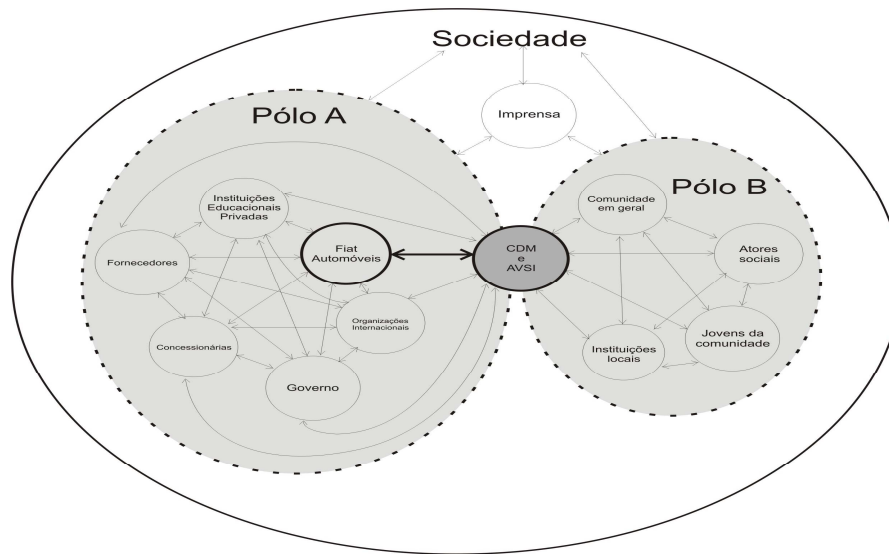 Sociedade
Pólo A
Imprensa
Pólo B
Instituições
Educacionais
Privadas
Comunidade
em geral
Fiat
Automóveis
CDM
e
AVSI
Atores
sociais
Fornecedores
Organizações
Internacionais
Concessionárias
Instituições
locais
Jovens da
comunidade
Governo